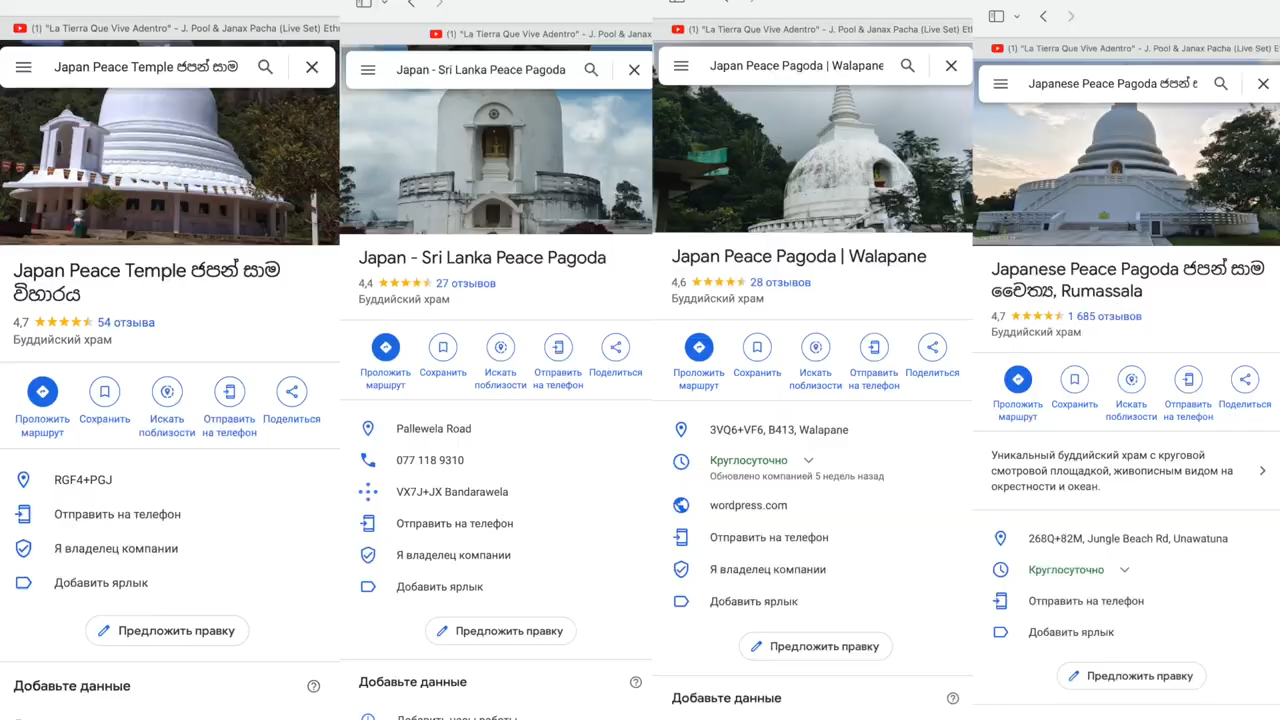 (1) "La Tierra Que Vive Adentro" - J. Pool & Janax Pacha (Live Set) Eth
Japan Peace Temple ජපන් සාම
Japan Peace Temple ජපන් සාම
විහාරය
4,7 54 отзыва
Буддийский храм
Проложить маршрут
Сохранить
Искать поблизости
Отправить на телефон
Поделиться
RGF4+PGJ
Отправить на телефон
Я владелец компании
Добавить ярлык
Предложить правку
Добавьте данные
(1) "La Tierra Que Vive Adentro" - J. Pool & Janax
Japan - Sri Lanka Peace Pagoda
Japan - Sri Lanka Peace Pagoda
4,4 27 отзывов
Буддийский храм
Проложить маршрут
Сохранить
Искать поблизости
Отправить на телефон
Поделиться
Pallewela Road
077 118 9310
VX7J+JX Bandarawela
Отправить на телефон
Я владелец компании
Добавить ярлык
Предложить правку
Добавьте данные
Добавить часы работы
(1) "La Tierra Que Vive Adentro" - J. Pool & Janax Pacha (Live Set) Et
Japan Peace Pagoda | Walapane
Japan Peace Pagoda | Walapane
4,6 28 отзывов
Буддийский храм
Проложить маршрут
Сохранить
Искать поблизости
Отправить на телефон
Поделиться
3VQ6+VF6, B413, Walapane
Круглосуточно
Обновлено компанией 5 недель назад
wordpress.com
Отправить на телефон
Я владелец компании
Добавить ярлык
Предложить правку
Добавьте данные
(1) "La Tierra Que Vive Adentro" - J. Pool & Janax Pacha (Live Set) E
Japanese Peace Pagoda ජපන්
Japanese Peace Pagoda ජපන් සාම
චෛත්‍ය, Rumassala
4,7 1 685 отзывов
Буддийский храм
Проложить маршрут
Сохранить
Искать поблизости
Отправить на телефон
Поделиться
Уникальный буддийский храм с круговой
смотровой площадкой, живописным видом на
окрестности и океан.
268Q+82M, Jungle Beach Rd, Unawatuna
Круглосуточно
Отправить на телефон
Добавить ярлык
Предложить правку